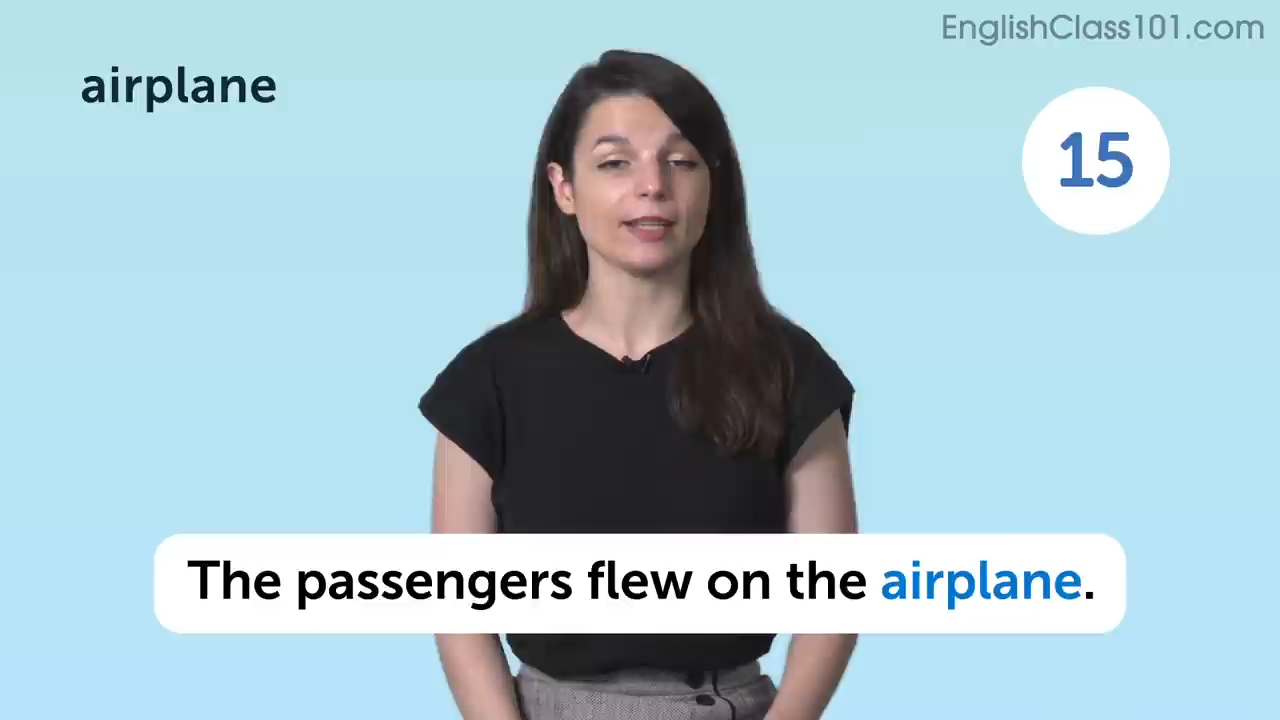 EnglishClass101.com
airplane
15
The passengers flew on the airplane.